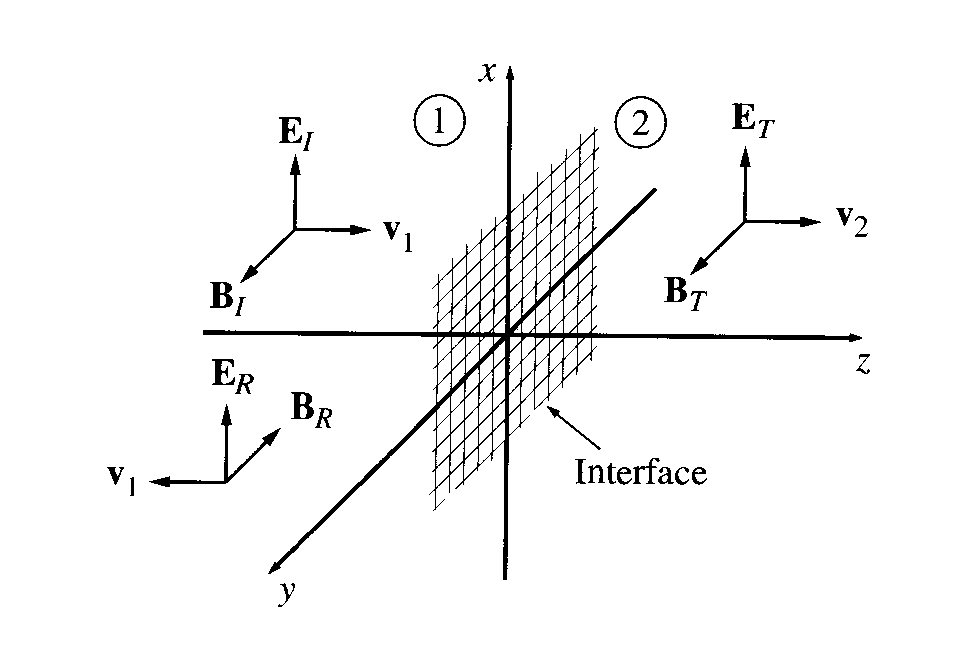 x
1
2
E_I
E_T
v_1
v_2
B_I
B_T
z
E_R
B_R
v_1
Interface
y